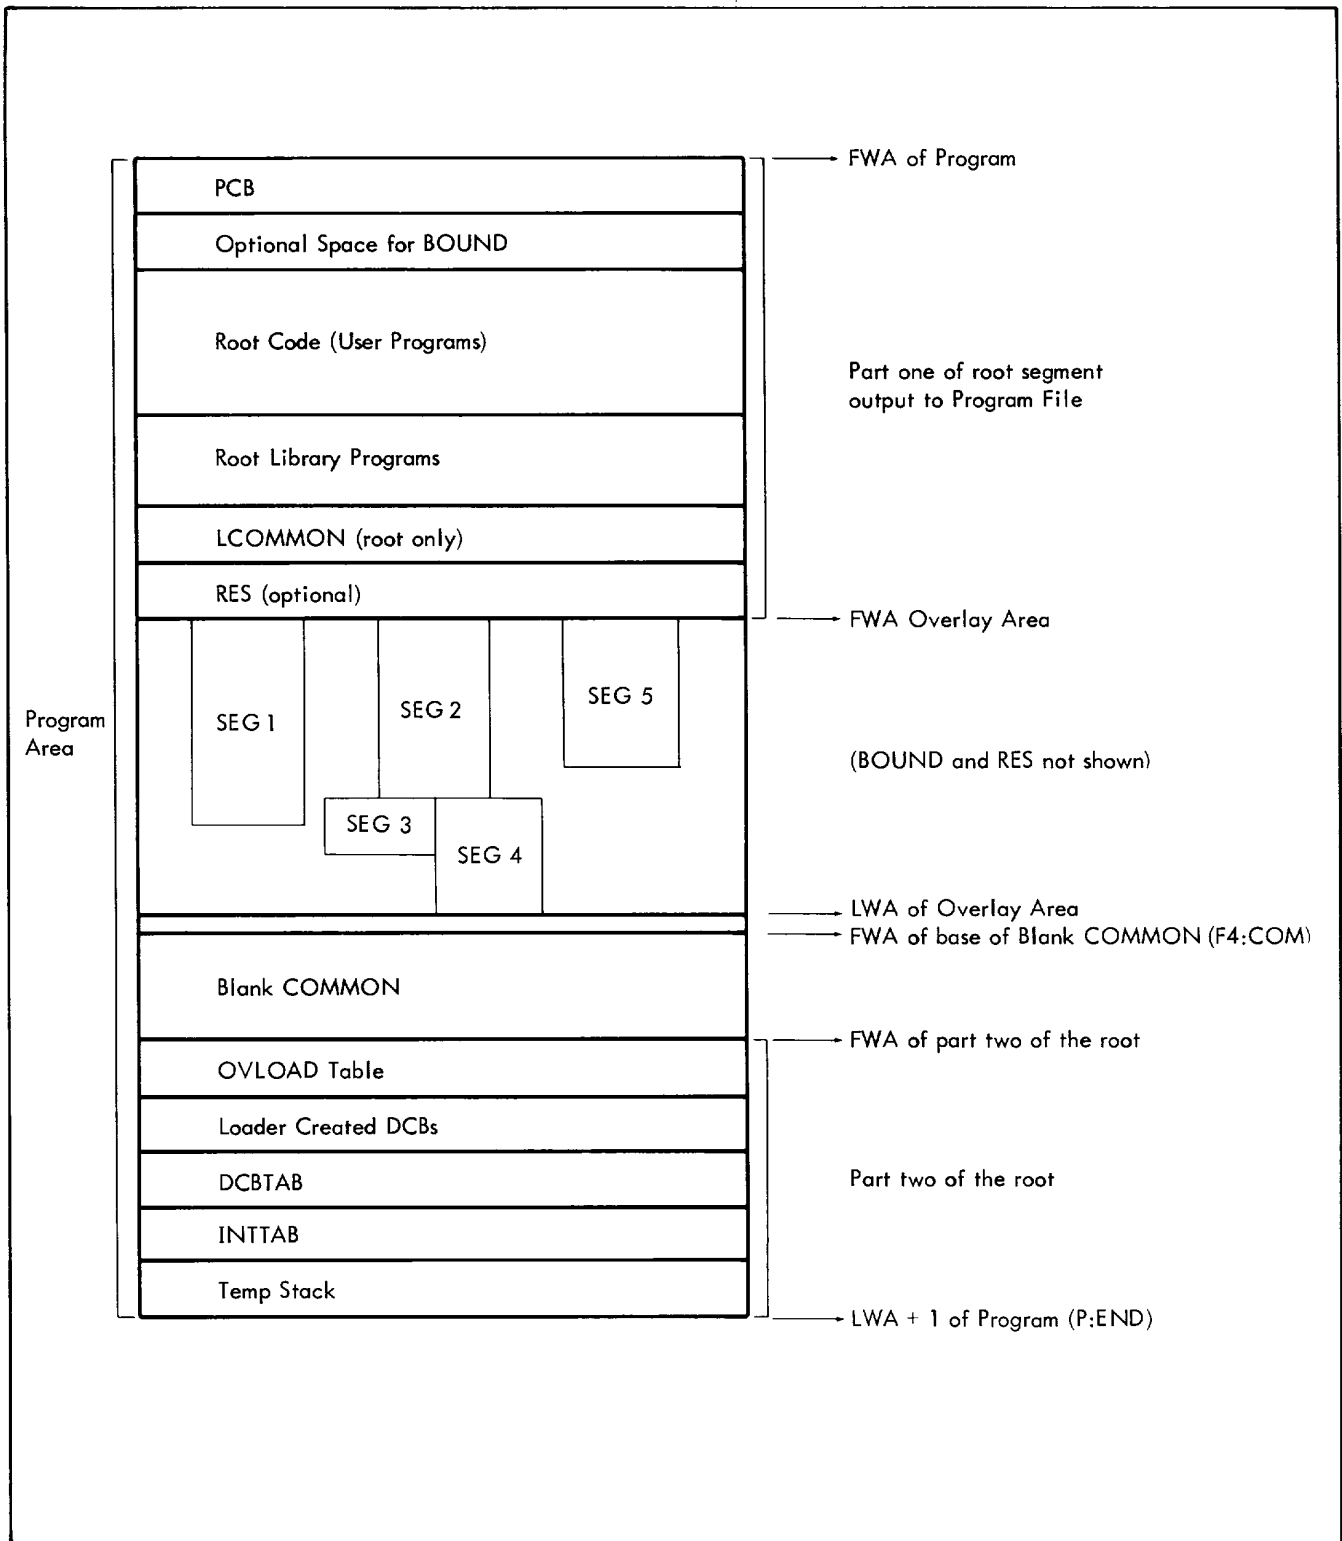 FWA of Program
PCB
Optional Space for BOUND
Root Code (User Programs)
Part one of root segment
output to Program File
Root Library Programs
LCOMMON (root only)
RES (optional)
FWA Overlay Area
SEG 1
SEG 2
SEG 5
Program
Area
(BOUND and RES not shown)
SEG 3
SEG 4
LWA of Overlay Area
FWA of base of Blank COMMON (F4:COM)
Blank COMMON
FWA of part two of the root
OVLOAD Table
Loader Created DCBs
DCBTAB
Part two of the root
INTTAB
Temp Stack
LWA + 1 of Program (P:END)